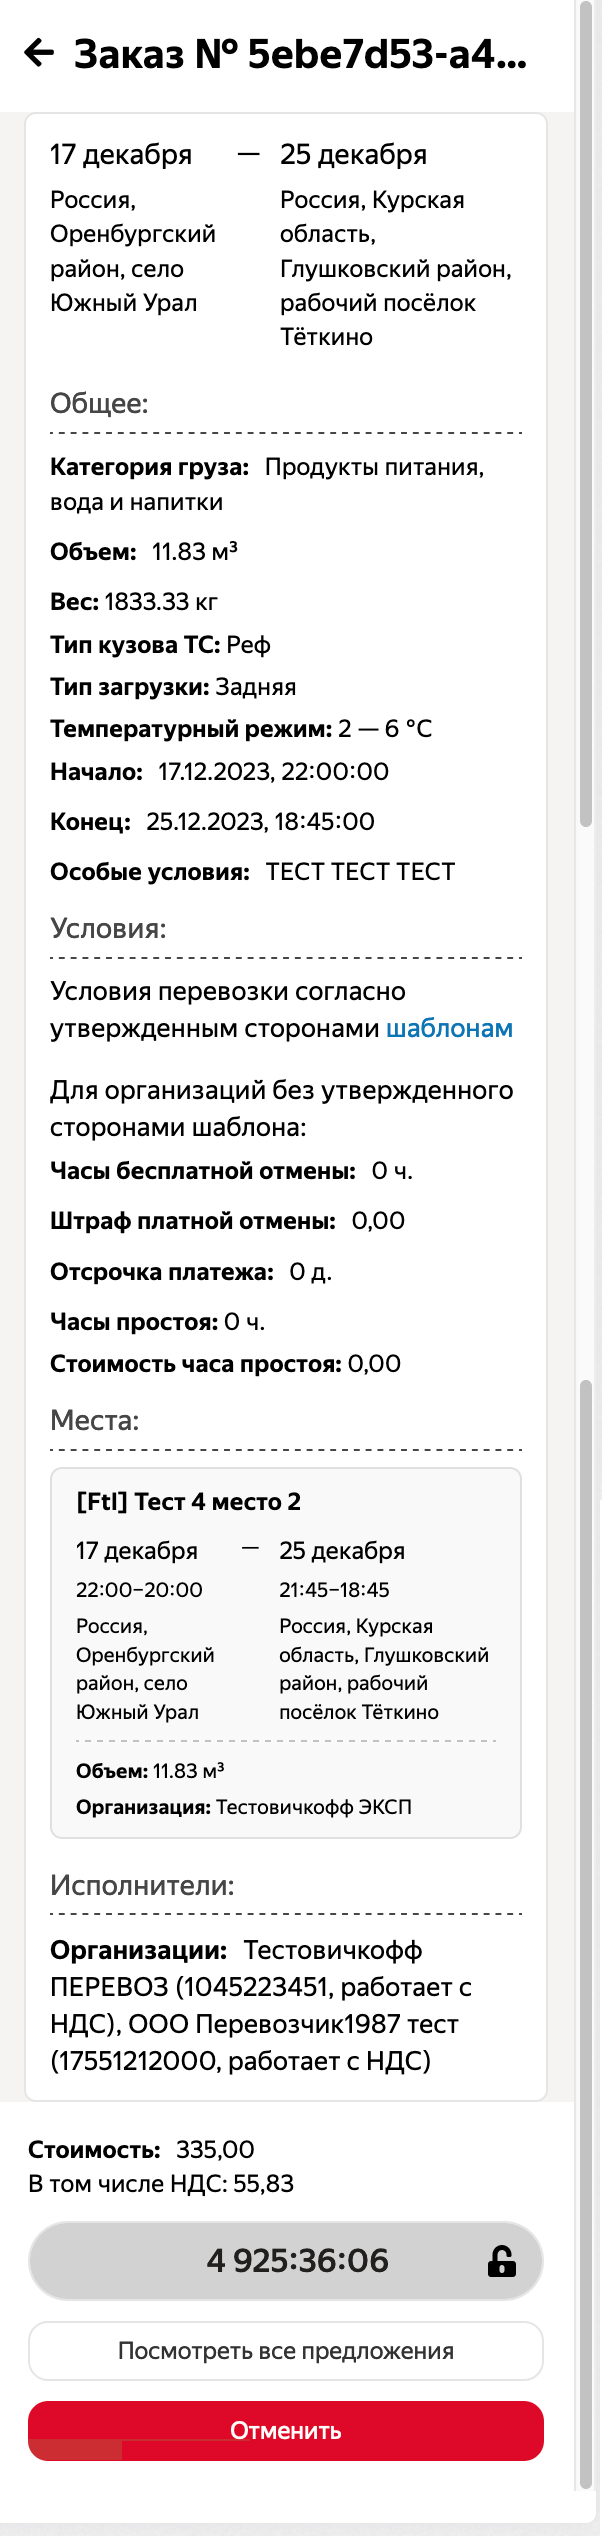 Заказ № 5ebe7d53-a4...
17 декабря — 25 декабря
Россия,
Оренбургский
район, село
Южный Урал
Россия, Курская
область,
Глушковский район,
рабочий посёлок
Тёткино
Общее:
Категория груза: Продукты питания,
вода и напитки
Объем: 11.83 м³
Вес: 1833.33 кг
Тип кузова ТС: Реф
Тип загрузки: Задняя
Температурный режим: 2 — 6 °C
Начало: 17.12.2023, 22:00:00
Конец: 25.12.2023, 18:45:00
Особые условия: ТЕСТ ТЕСТ ТЕСТ
Условия:
Условия перевозки согласно
утвержденным сторонами шаблонам
Для организаций без утвержденного
сторонами шаблона:
Часы бесплатной отмены: 0 ч.
Штраф платной отмены: 0,00
Отсрочка платежа: 0 д.
Часы простоя: 0 ч.
Стоимость часа простоя: 0,00
Места:
[Ftl] Тест 4 место 2
17 декабря — 25 декабря
22:00–20:00 21:45–18:45
Россия,
Оренбургский
район, село
Южный Урал
Россия, Курская
область, Глушковский
район, рабочий
посёлок Тёткино
Объем: 11.83 м³
Организация: Тестовичкофф ЭКСП
Исполнители:
Организации: Тестовичкофф
ПЕРЕВОЗ (1045223451, работает с
НДС), ООО Перевозчик1987 тест
(17551212000, работает с НДС)
Стоимость: 335,00
В том числе НДС: 55,83
4 925:36:06
Посмотреть все предложения
Отменить